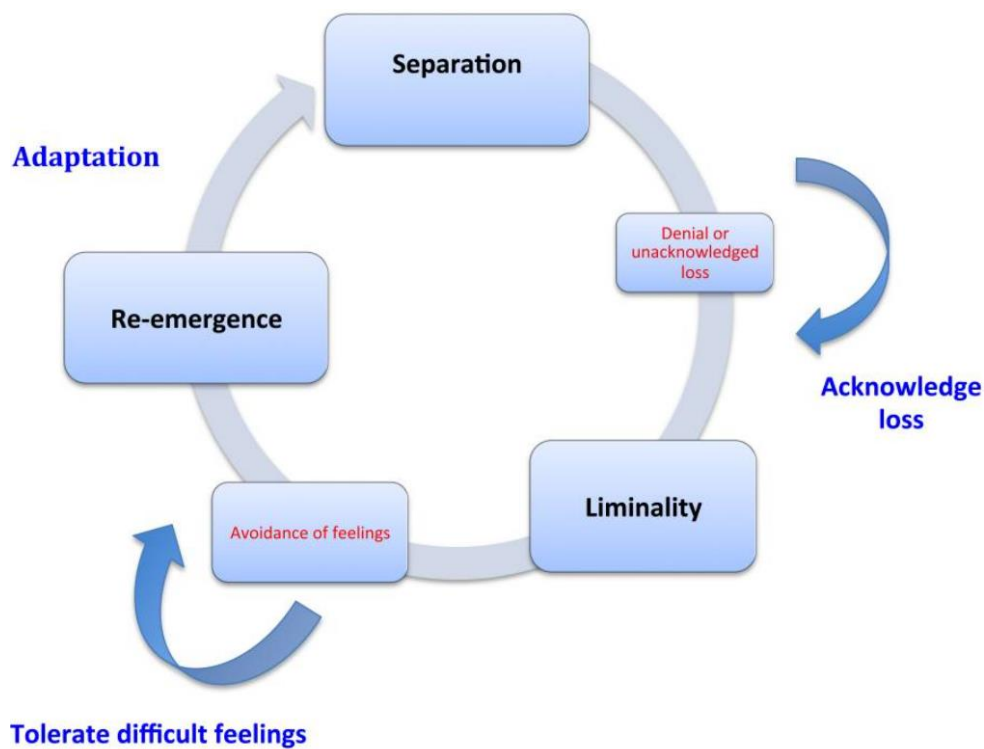 Separation
Adaptation
Denial or
unacknowledged
loss
Re-emergence
Acknowledge
loss
Liminality
Avoidance of feelings
Tolerate difficult feelings